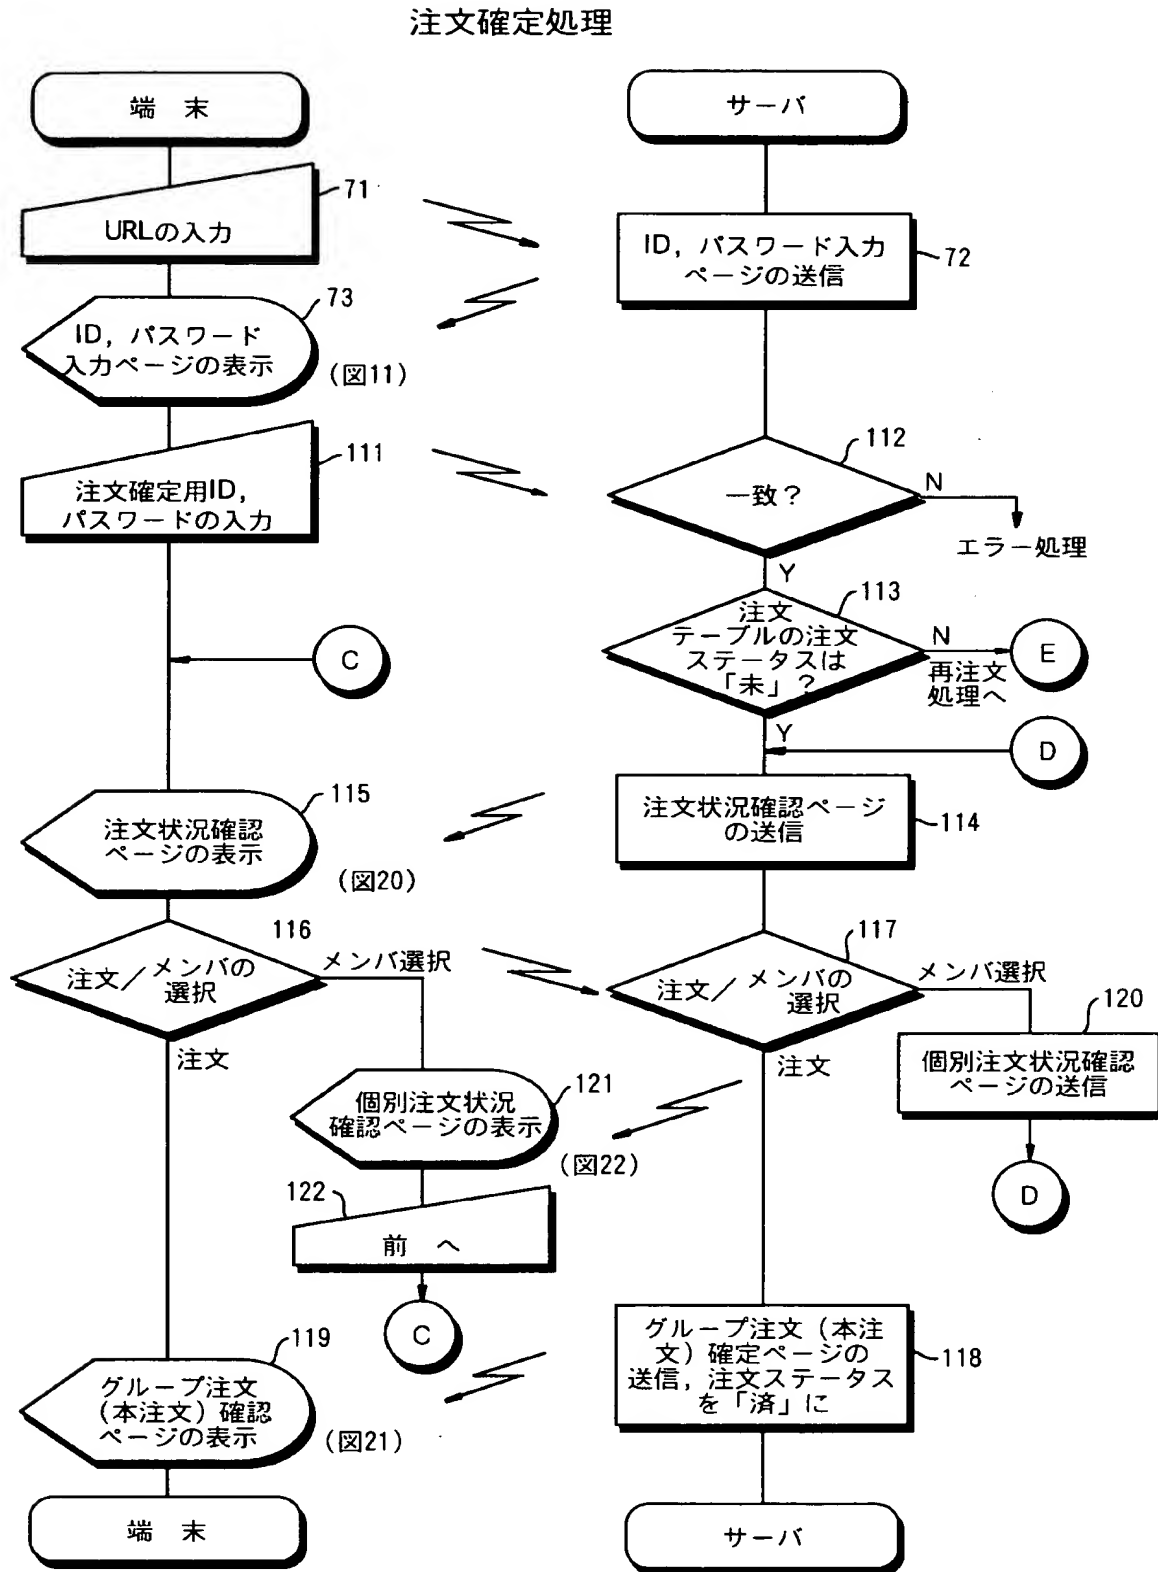 注文確定処理
端 末
サーバ
71
URLの入力
ID, パスワード入力
ページの送信
72
73
ID, パスワード
入力ページの表示
(図11)
111
注文確定用ID,
パスワードの入力
112
一致?
N
エラー処理
Y
113
注文
テーブルの注文
ステータスは
「未」?
N
再注文
処理へ
E
C
Y
D
115
注文状況確認
ページの表示
(図20)
注文状況確認ページ
の送信
114
116
注文/メンバの
選択
メンバ選択
注文
117
注文/メンバの
選択
メンバ選択
注文
120
個別注文状況確認
ページの送信
D
121
個別注文状況
確認ページの表示
(図22)
122
前 へ
C
グループ注文(本注
文)確定ページの
送信,注文ステータス
を「済」に
118
119
グループ注文
(本注文)確認
ページの表示
(図21)
端 末
サーバ